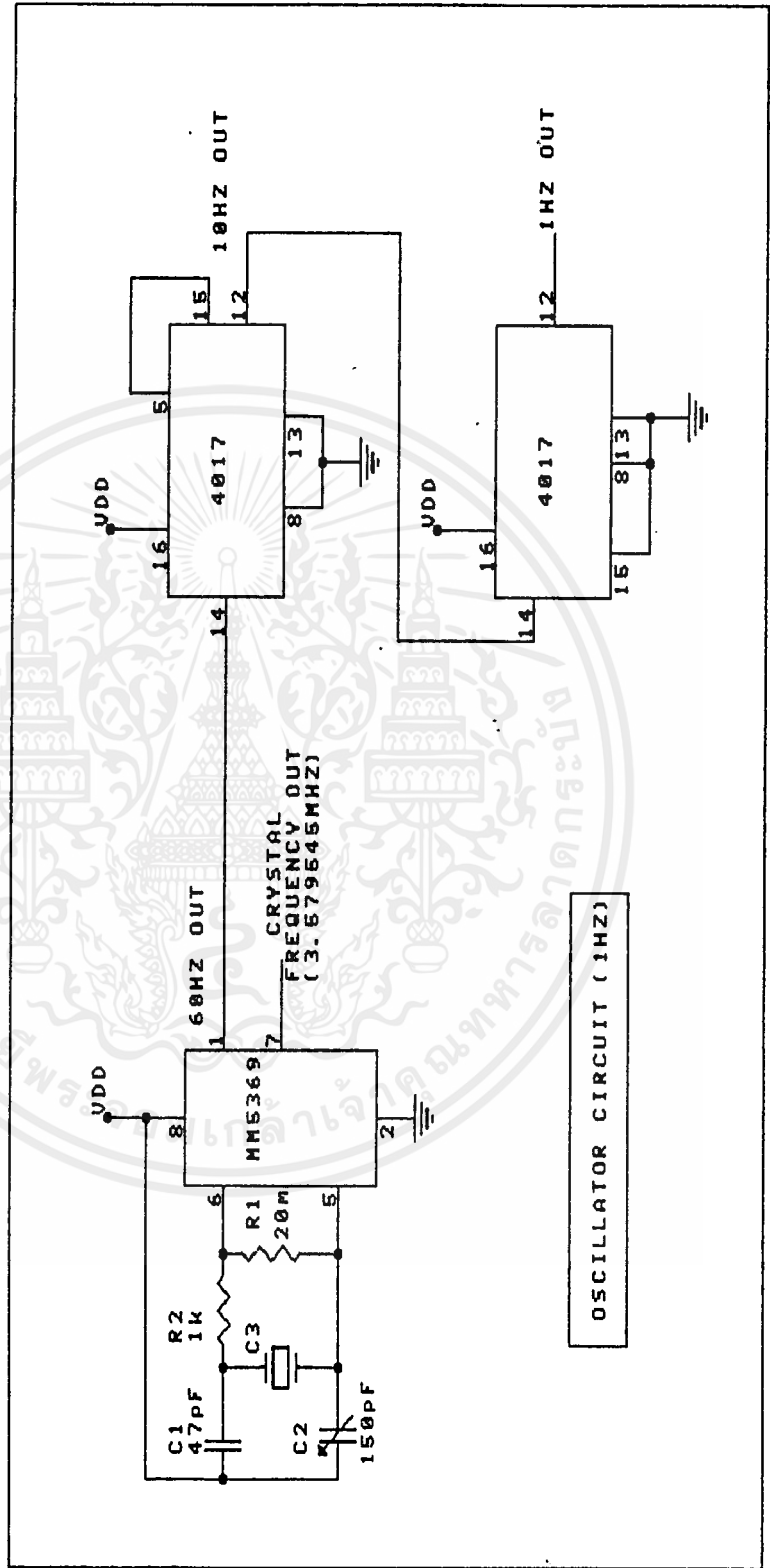 VDD
VDD
VDD
C1
47pF
R2
1k
C3
C2
150pF
R1
20m
6
5
8
2
MM5369
1
7
60HZ OUT
CRYSTAL
FREQUENCY OUT
(3.579545MHZ)
14
16
4017
5
15
12
8
13
10HZ OUT
14
16
4017
15
8
13
12
1HZ OUT
OSCILLATOR CIRCUIT (1HZ)